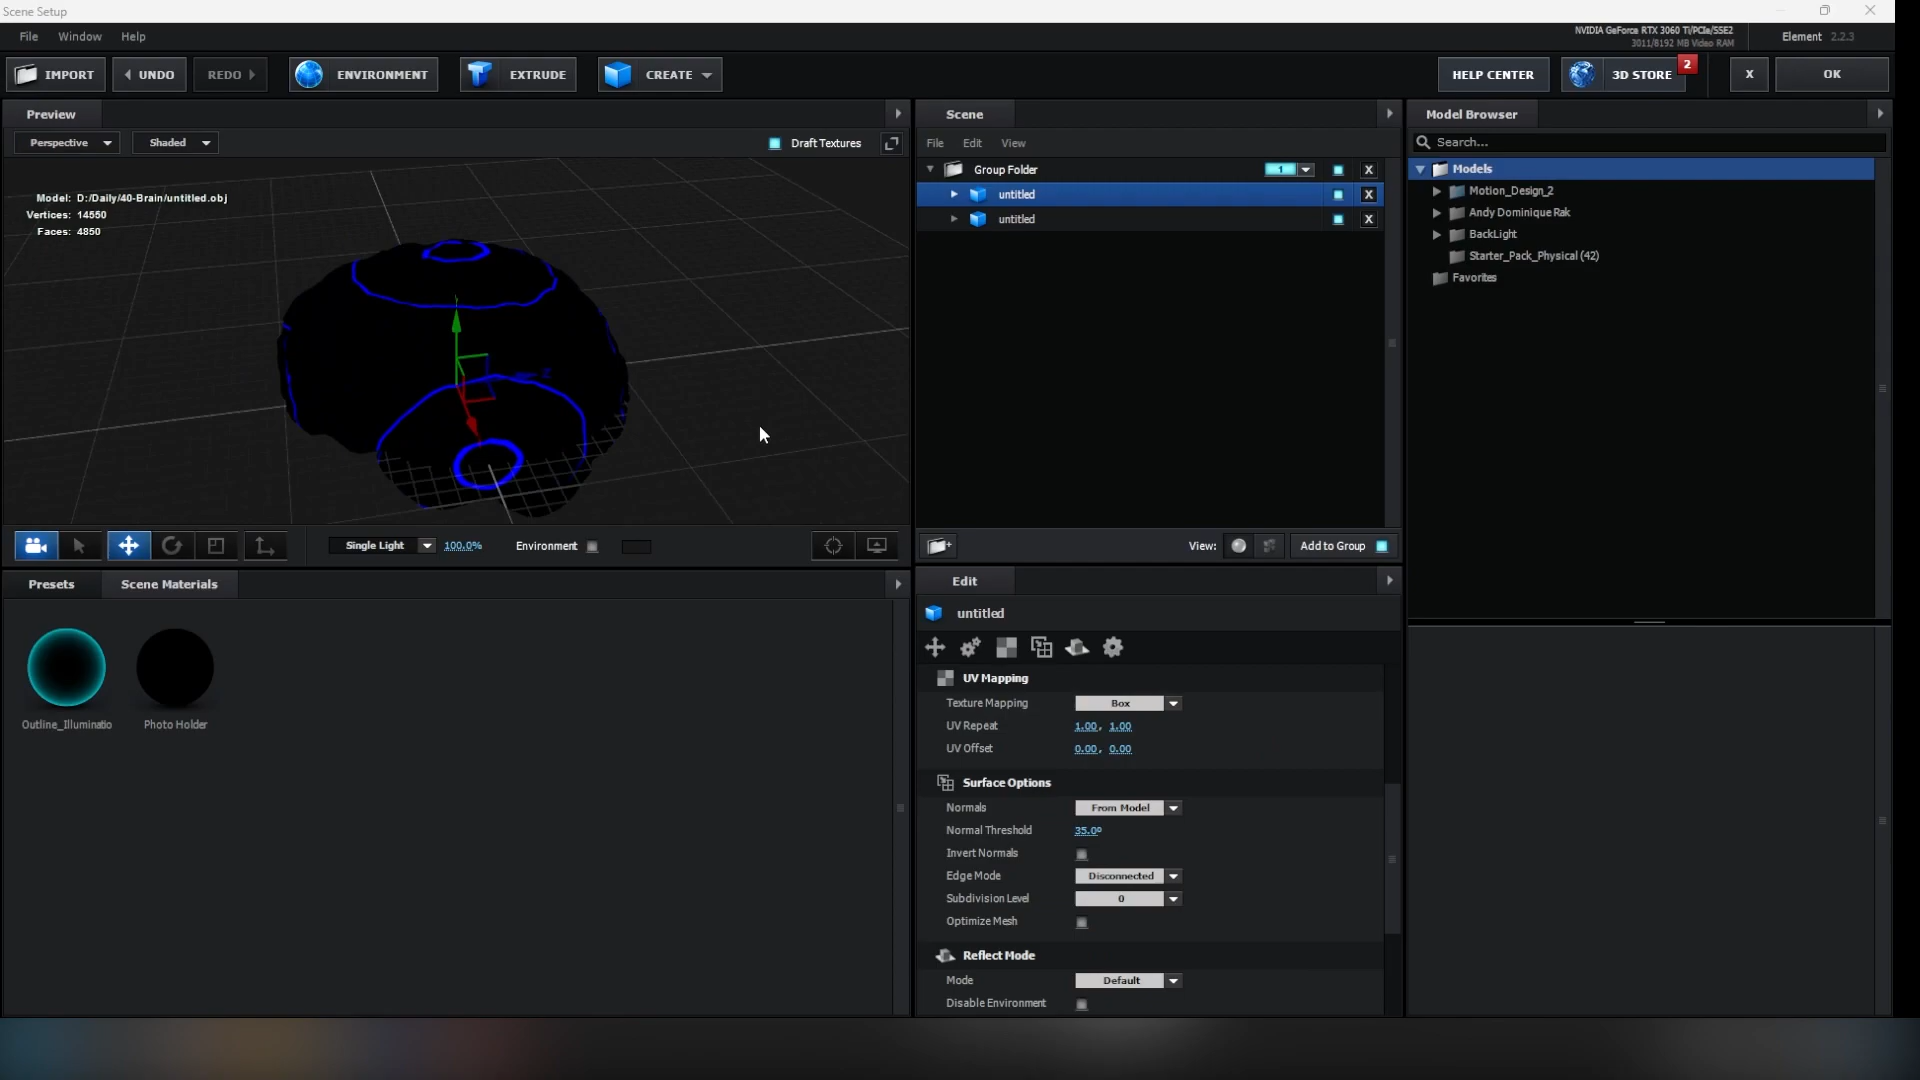 Scene Setup
File Window Help
NVIDIA GeForce RTX 3060 Ti/PCIe/SSE2
3011/8192 MB Video RAM
Element 2.2.3
IMPORT UNDO REDO ENVIRONMENT EXTRUDE CREATE HELP CENTER 3D STORE 2 X OK
Preview
Perspective Shaded Draft Textures
Model: D:/Daily/40-Brain/untitled.obj
Vertices: 14550
Faces: 4850
Z
Single Light 100.0% Environment
Presets Scene Materials
Outline_Illuminatio Photo Holder
Scene
File Edit View
Group Folder 1 X
untitled X
untitled X
View: Add to Group
Edit
untitled
UV Mapping
Texture Mapping Box
UV Repeat 1.00, 1.00
UV Offset 0.00, 0.00
Surface Options
Normals From Model
Normal Threshold 35.0º
Invert Normals
Edge Mode Disconnected
Subdivision Level 0
Optimize Mesh
Reflect Mode
Mode Default
Disable Environment
Model Browser
Search...
Models
Motion_Design_2
Andy Dominique Rak
BackLight
Starter_Pack_Physical (42)
Favorites